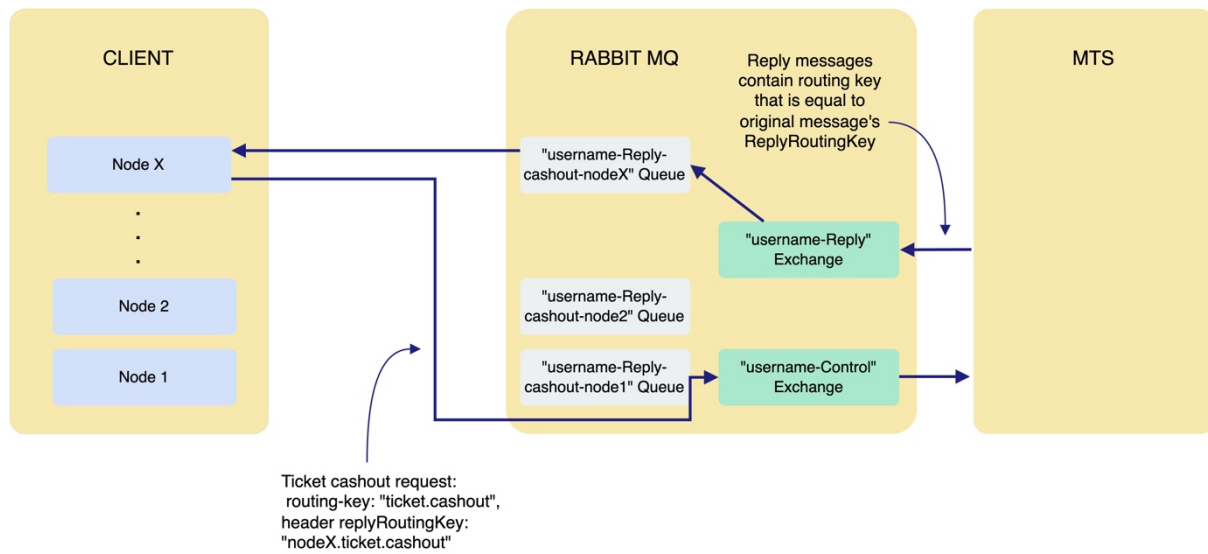 CLIENT
Node X
.
.
.
Node 2
Node 1
RABBIT MQ
"username-Reply-
cashout-nodeX" Queue
"username-Reply"
Exchange
"username-Reply-
cashout-node2" Queue
"username-Reply-
cashout-node1" Queue
"username-Control"
Exchange
Reply messages
contain routing key
that is equal to
original message's
ReplyRoutingKey
MTS
Ticket cashout request:
routing-key: "ticket.cashout",
header replyRoutingKey:
"nodeX.ticket.cashout"